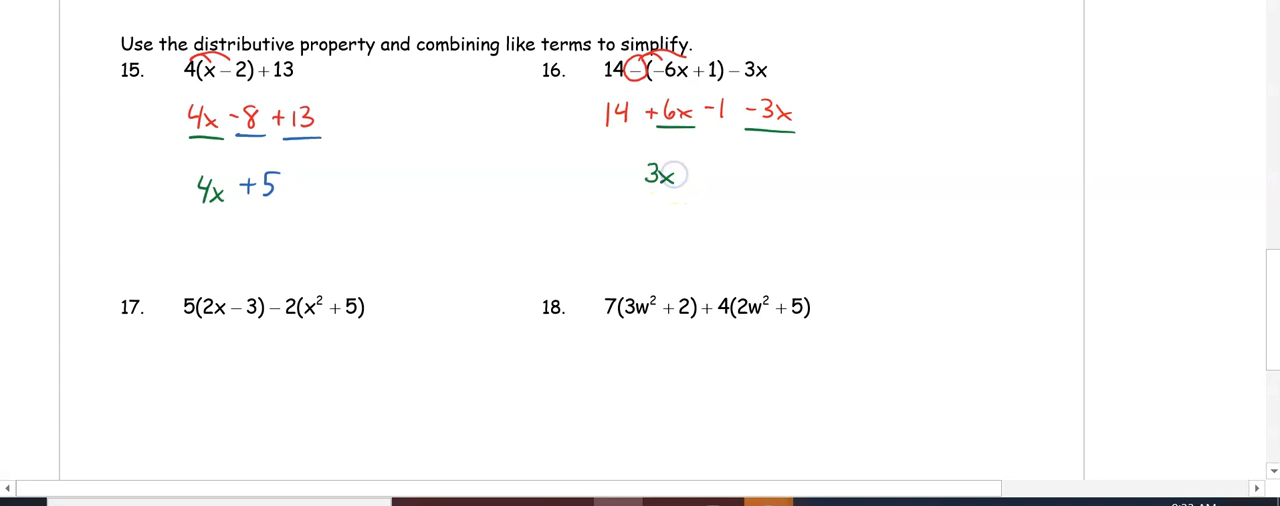 Use the distributive property and combining like terms to simplify.
15. 4(x – 2) + 13
4x -8 +13
4x +5
16. 14 – (–6x + 1) – 3x
14 +6x -1 -3x
3x
17. 5(2x – 3) – 2(x² + 5)
18. 7(3w² + 2) + 4(2w² + 5)